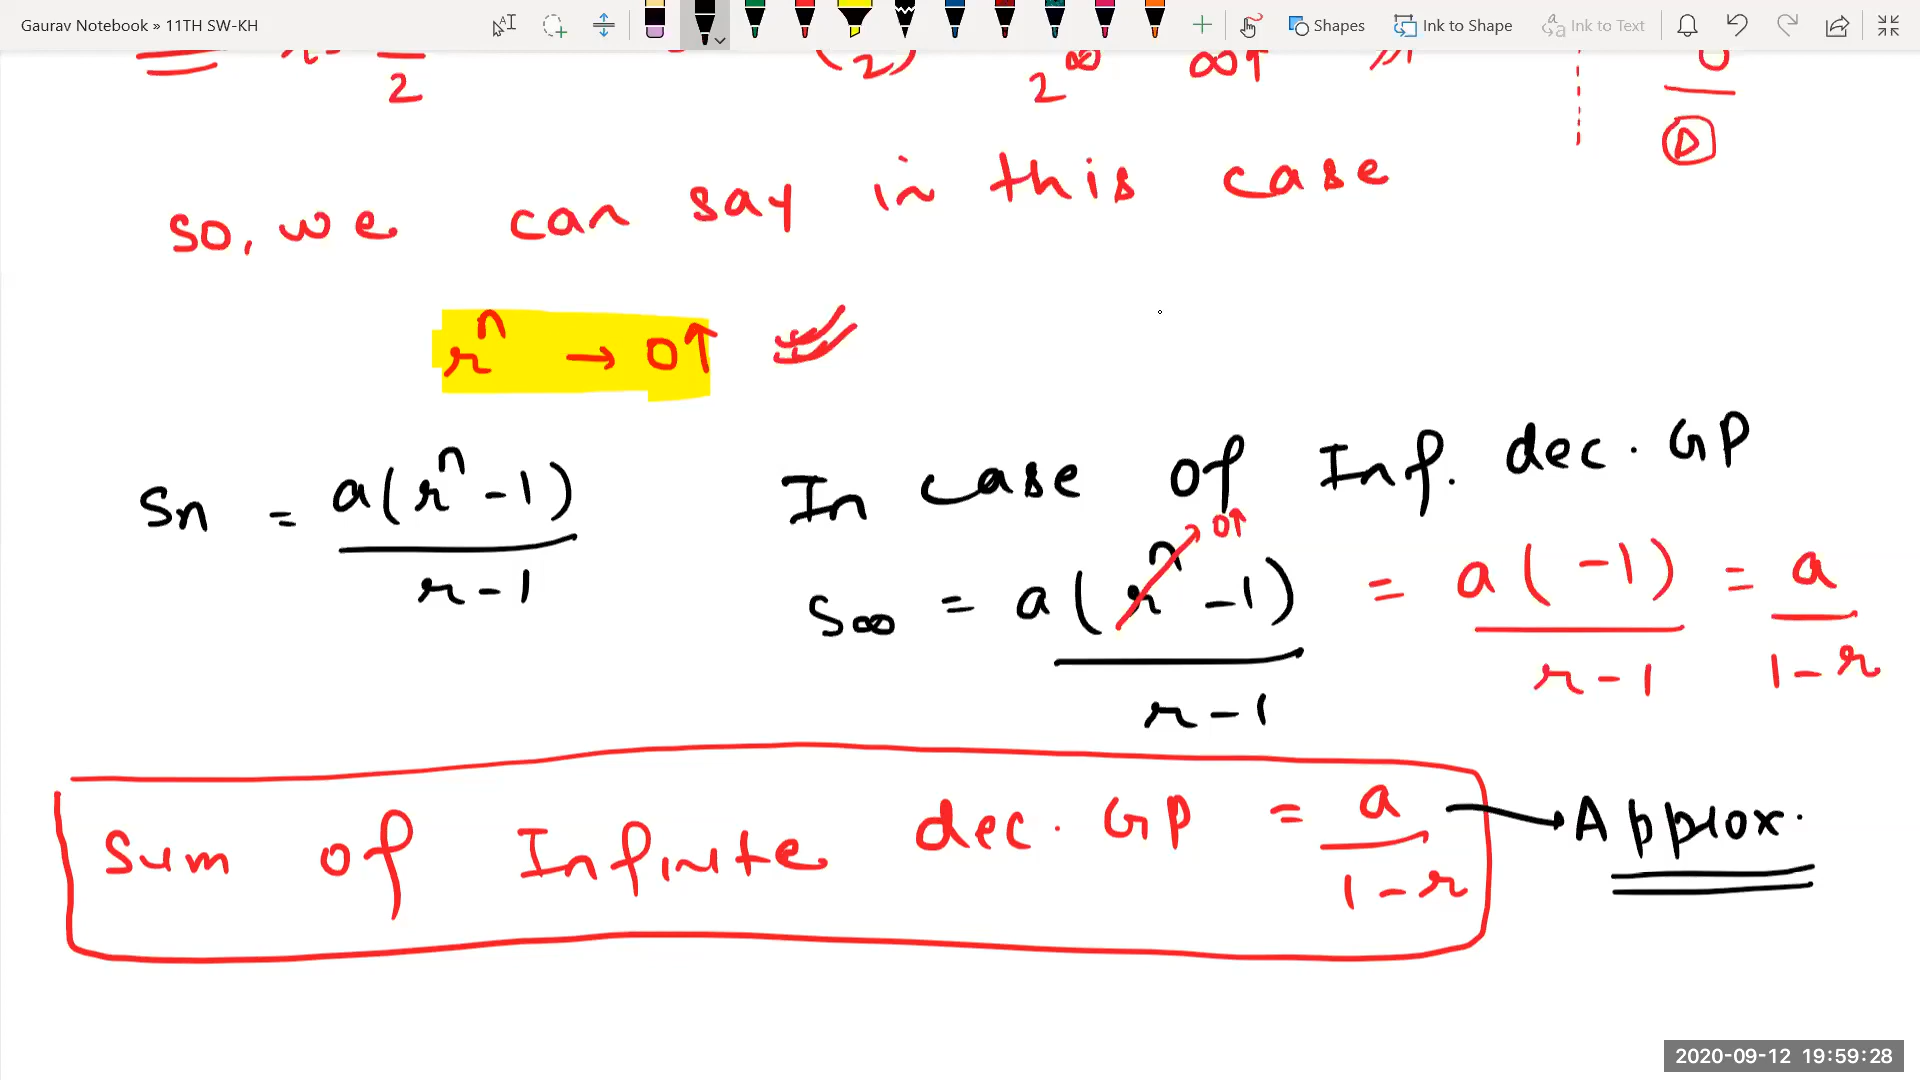 Gaurav Notebook » 11TH SW-KH
Shapes Ink to Shape Ink to Text
2 (2) 2^∞ ∞↑
so, we can say in this case
r^n → 0↑
Sn = a(r^n - 1) / r - 1
In case of Inf. dec. GP
0↑
S∞ = a(r^n - 1) / r - 1 = a(-1) / r - 1 = a / 1 - r
Sum of Infinite dec. GP = a / 1 - r → Approx.
2020-09-12 19:59:28